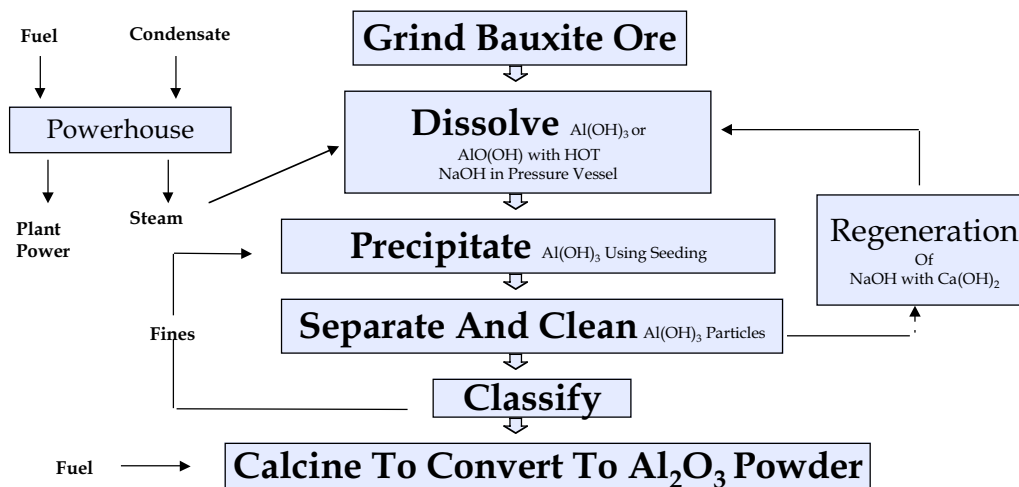 Fuel
Condensate
Grind Bauxite Ore
Powerhouse
Dissolve Al(OH)₃ or
AlO(OH) with HOT
NaOH in Pressure Vessel
Plant
Power
Steam
Regeneration
Of
NaOH with Ca(OH)₂
Precipitate Al(OH)₃ Using Seeding
Fines
Separate And Clean Al(OH)₃ Particles
Classify
Fuel
Calcine To Convert To Al₂O₃ Powder